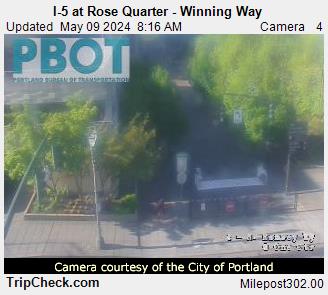 I-5 at Rose Quarter - Winning Way
Updated May 09 2024 8:16 AM Camera 4
PBOT
PORTLAND BUREAU OF TRANSPORTATION
Camera courtesy of the City of Portland
TripCheck.com Milepost302.00